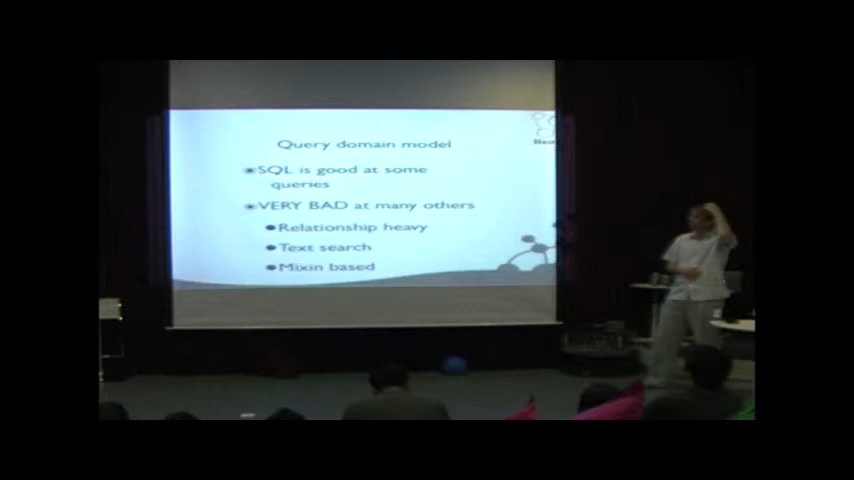 Query domain model
SQL is good at some
queries
VERY BAD at many others
Relationship heavy
Text search
Mixin based